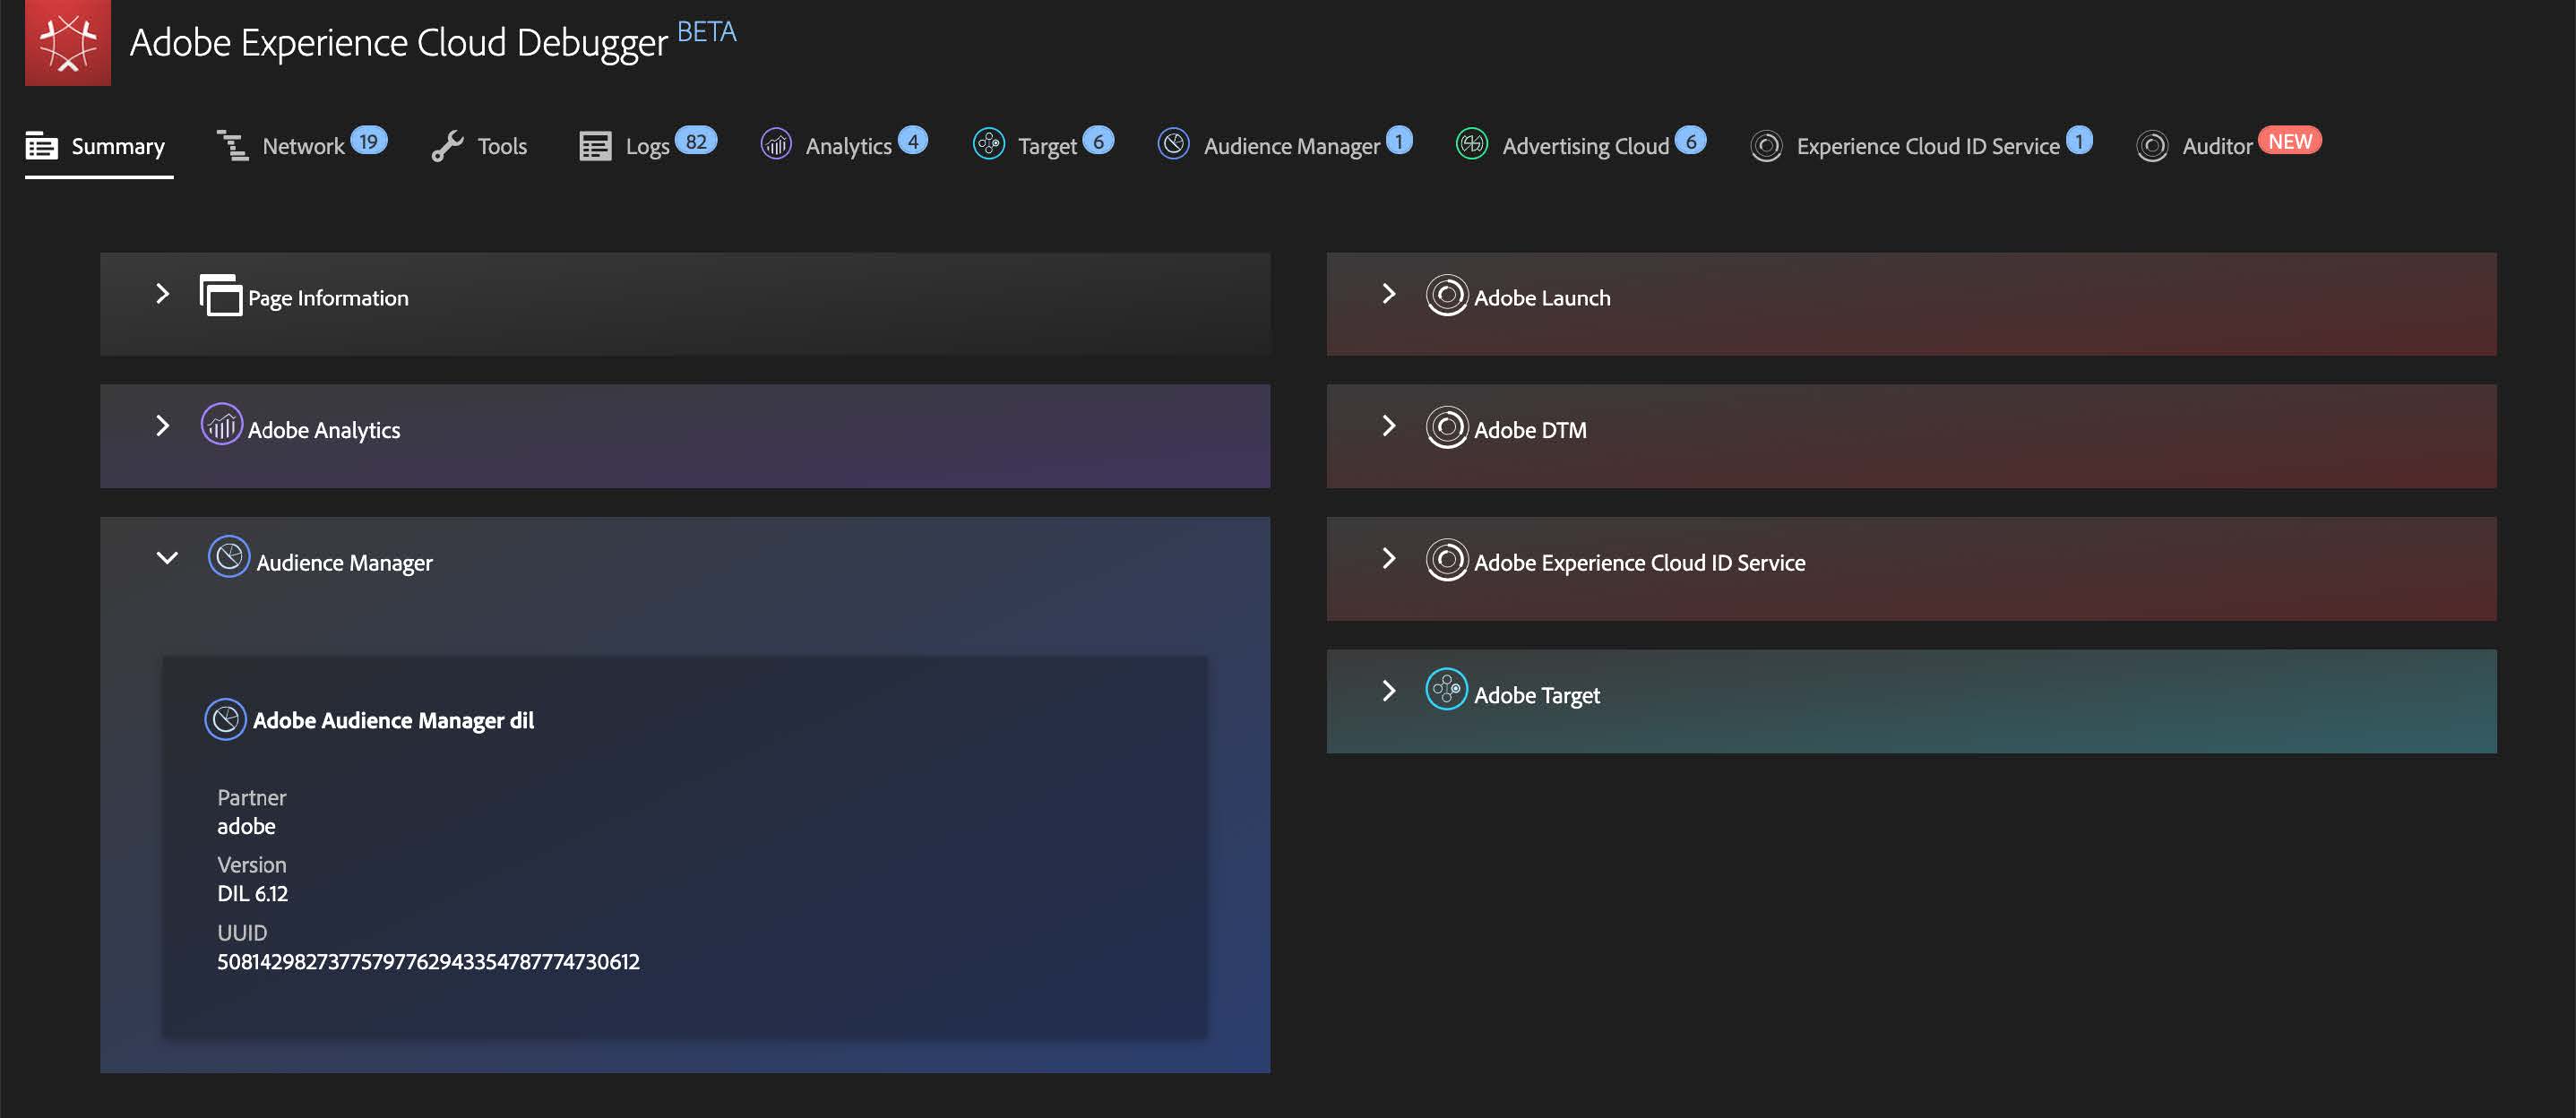 Adobe Experience Cloud Debugger BETA
Summary Network 19 Tools Logs 82 Analytics 4 Target 6 Audience Manager 1 Advertising Cloud 6 Experience Cloud ID Service 1 Auditor NEW
Page Information
Adobe Analytics
Audience Manager
Adobe Audience Manager dil
Partner
adobe
Version
DIL 6.12
UUID
50814298273775797762943354787774730612
Adobe Launch
Adobe DTM
Adobe Experience Cloud ID Service
Adobe Target